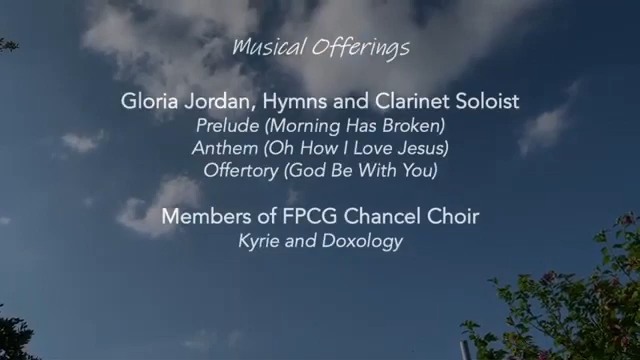 Musical Offerings
Gloria Jordan, Hymns and Clarinet Soloist
Prelude (Morning Has Broken)
Anthem (Oh How I Love Jesus)
Offertory (God Be With You)
Members of FPCG Chancel Choir
Kyrie and Doxology